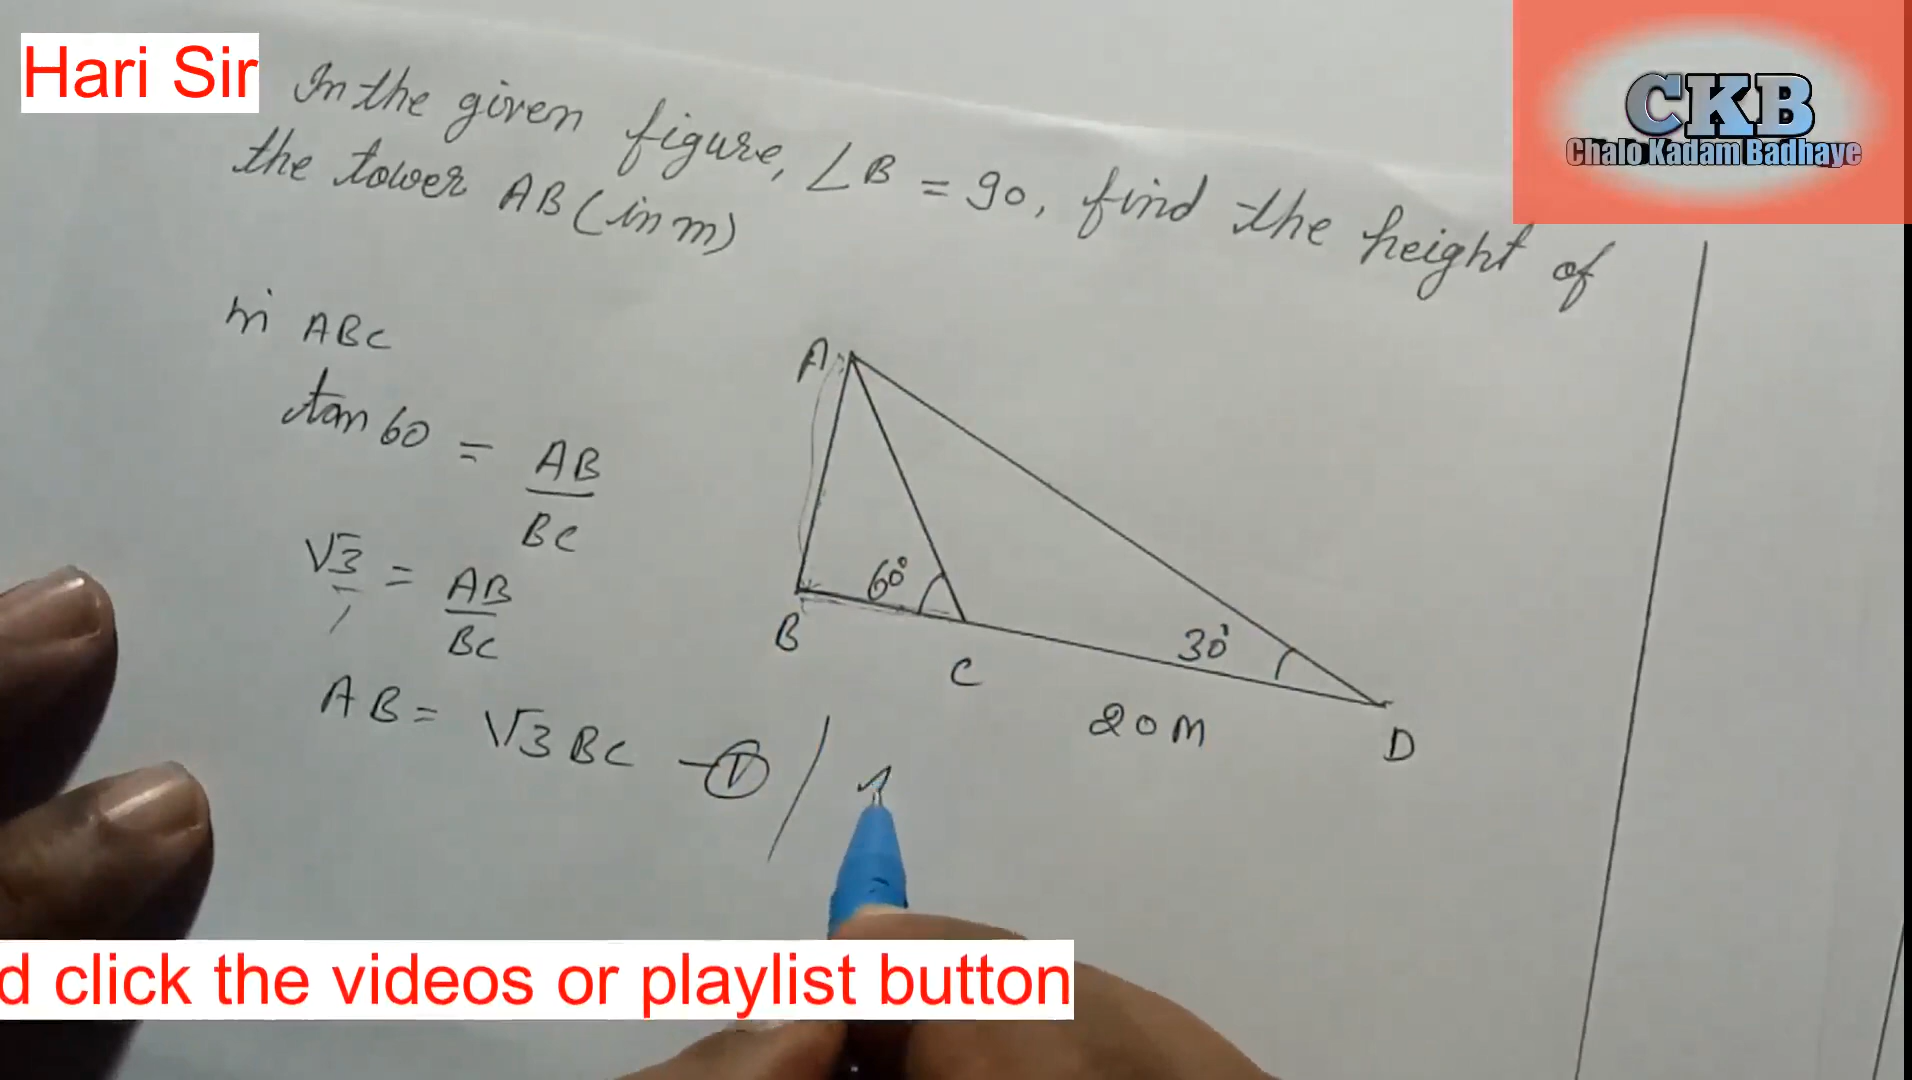 Hari Sir
CKB
Chalo Kadam Badhaye
In the given figure, ∠B = 90, find the height of
the tower AB (in m)
in ABC
tan 60 = AB/BC
√3/1 = AB/BC
AB = √3 BC — ①
A
60°
30°
B
C
20 M
D
A
d click the videos or playlist button